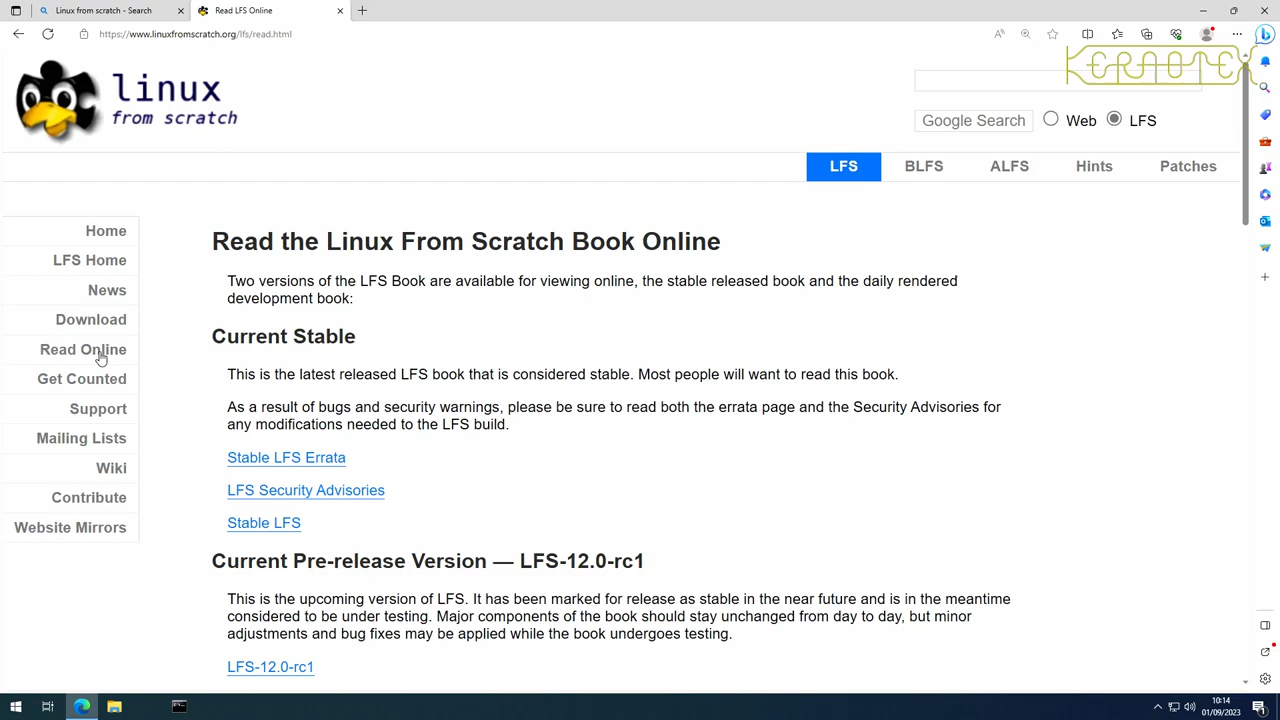 Linux from scratch - Search
Read LFS Online
https://www.linuxfromscratch.org/lfs/read.html
KERAOTEX
linux
from scratch
Google Search
Web
LFS
LFS
BLFS
ALFS
Hints
Patches
Home
LFS Home
News
Download
Read Online
Get Counted
Support
Mailing Lists
Wiki
Contribute
Website Mirrors
Read the Linux From Scratch Book Online
Two versions of the LFS Book are available for viewing online, the stable released book and the daily rendered
development book:
Current Stable
This is the latest released LFS book that is considered stable. Most people will want to read this book.
As a result of bugs and security warnings, please be sure to read both the errata page and the Security Advisories for
any modifications needed to the LFS build.
Stable LFS Errata
LFS Security Advisories
Stable LFS
Current Pre-release Version — LFS-12.0-rc1
This is the upcoming version of LFS. It has been marked for release as stable in the near future and is in the meantime
considered to be under testing. Major components of the book should stay unchanged from day to day, but minor
adjustments and bug fixes may be applied while the book undergoes testing.
LFS-12.0-rc1
10:14
01/09/2023